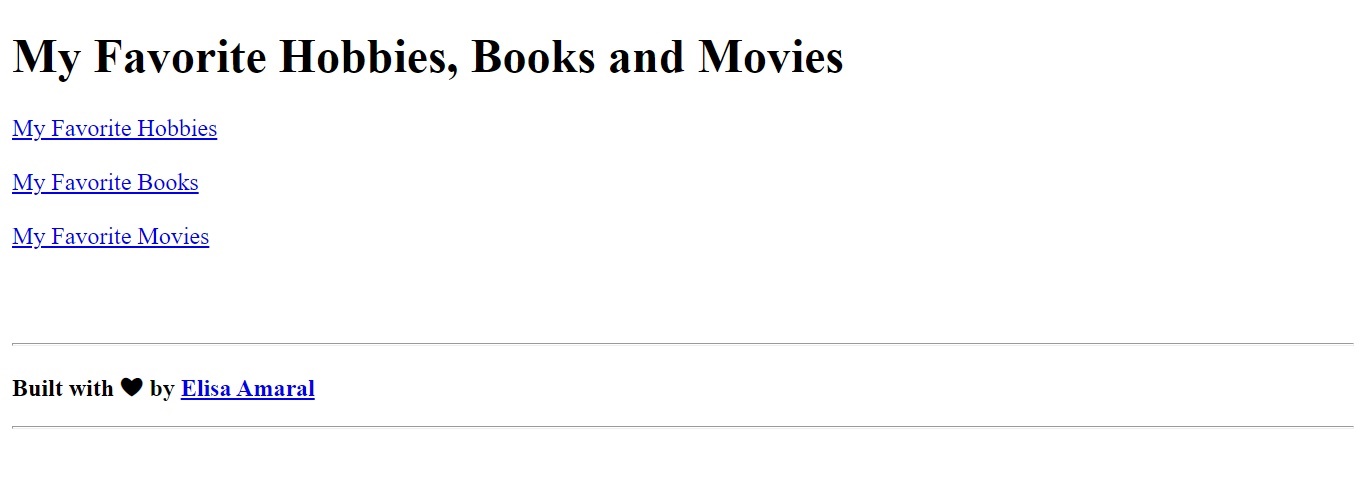 My Favorite Hobbies, Books and Movies
My Favorite Hobbies
My Favorite Books
My Favorite Movies
Built with ♥ by Elisa Amaral